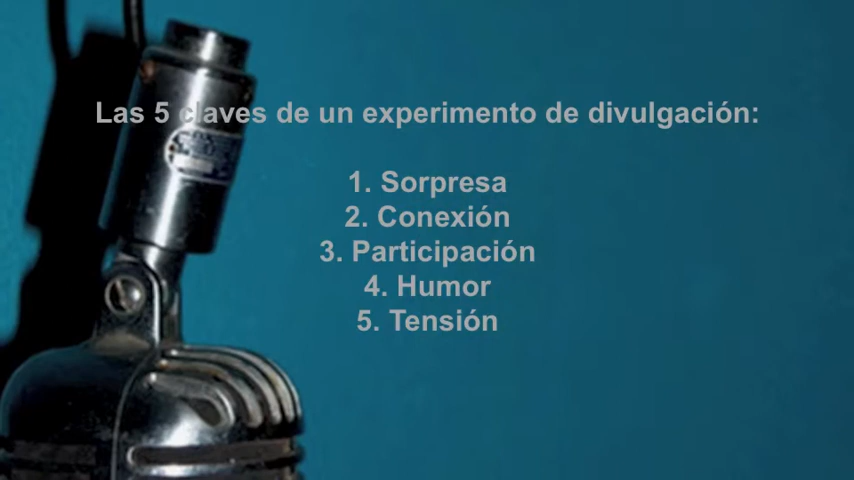 Las 5 claves de un experimento de divulgación:
1. Sorpresa
2. Conexión
3. Participación
4. Humor
5. Tensión